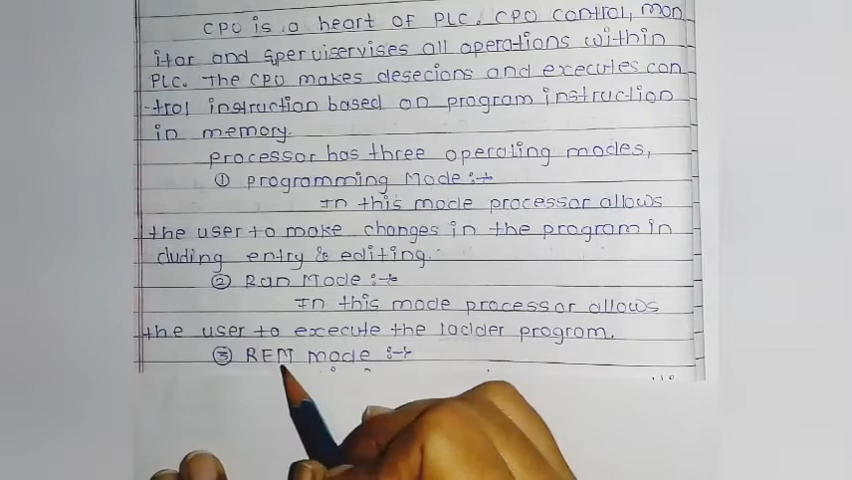 CPU is a heart of PLC. CPU control, mon
itor and Sperviservises all operations within
PLC. The CPU makes desecions and executes con
-trol instruction based on program instruction
in memory.
processor has three operating modes,
① programming Mode :-
In this mode processor allows
the user to make changes in the program in
cluding entry & editing.
② Run Mode :-
In this mode processor allows
the user to execute the ladder program.
③ REM mode :-